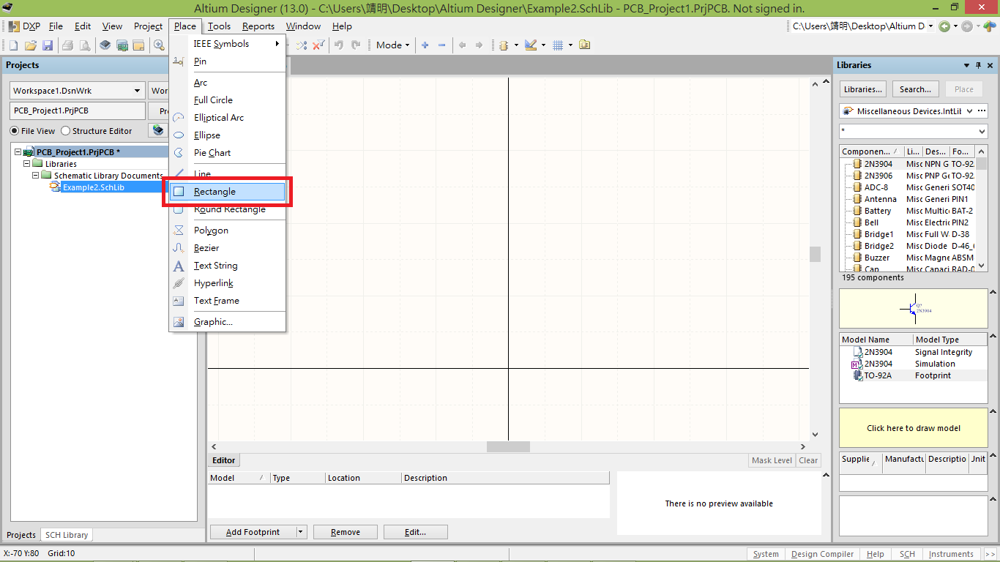 Altium Designer (13.0) - C:\Users\靖明\Desktop\Altium Designer\Example2.SchLib - PCB_Project1.PrjPCB. Not signed in.
DXP File Edit View Project Place Tools Reports Window Help
C:\Users\靖明\Desktop\Altium D
Mode
Projects
Workspace1.DsnWrk
Wor
PCB_Project1.PrjPCB
Pr
File View Structure Editor
PCB_Project1.PrjPCB *
Libraries
Schematic Library Documents
Example2.SchLib
IEEE Symbols
Pin
Arc
Full Circle
Elliptical Arc
Ellipse
Pie Chart
Line
Rectangle
Round Rectangle
Polygon
Bezier
Text String
Hyperlink
Text Frame
Graphic...
Editor
Mask Level Clear
Model Type Location Description
There is no preview available
Add Footprint Remove Edit...
Projects SCH Library
Libraries
Libraries... Search... Place
Miscellaneous Devices.IntLib
*
Componen... Li... Des... Fo...
2N3904 Misc NPN G TO-92
2N3906 Misc PNP Ge TO-92
ADC-8 Misc Generi SOT40
Antenna Misc Generi PIN1
Battery Misc Multic BAT-2
Bell Misc Electric PIN2
Bridge1 Misc Full W D-38
Bridge2 Misc Diode D-46_6
Buzzer Misc Magne ABSM
Cap Misc Capaci RAD-0
195 components
Q?
2N3904
Model Name Model Type
2N3904 Signal Integrity
2N3904 Simulation
TO-92A Footprint
Click here to draw model
Supplie Manufactu Descriptio Unit
X:-70 Y:80 Grid:10
System Design Compiler Help SCH Instruments >>